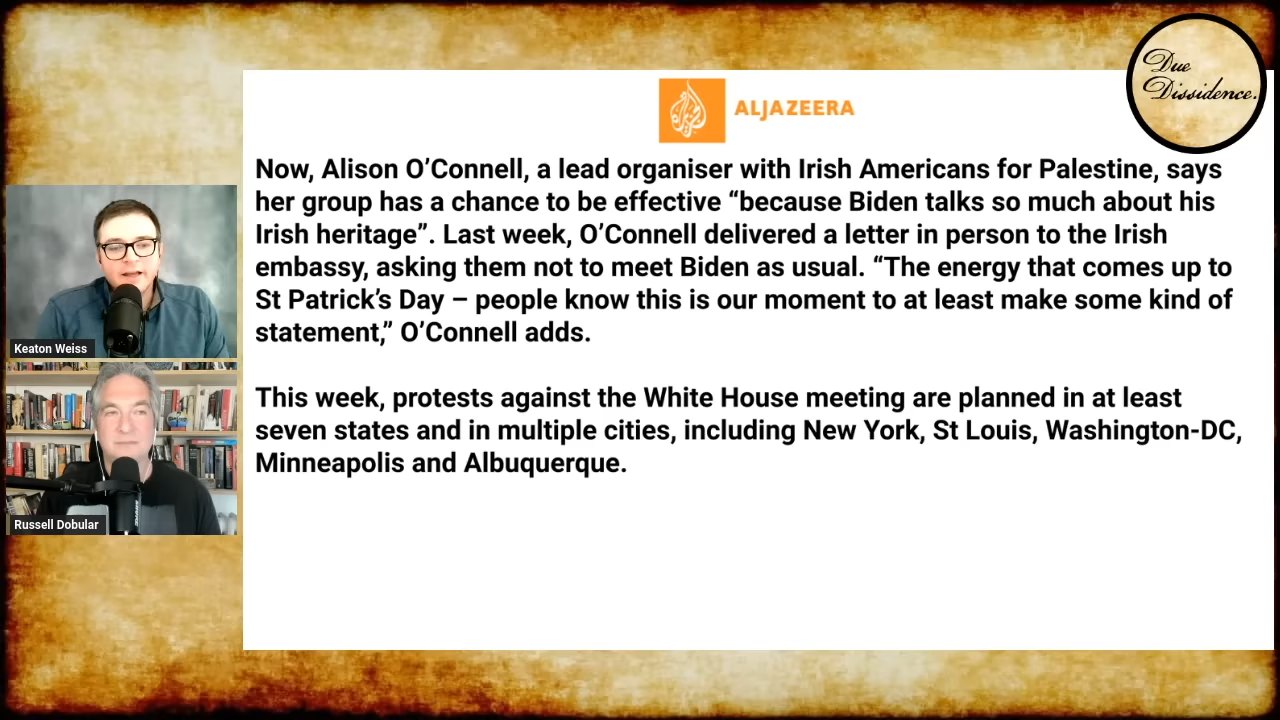 Due
Dissidence.
ALJAZEERA
Now, Alison O’Connell, a lead organiser with Irish Americans for Palestine, says
her group has a chance to be effective “because Biden talks so much about his
Irish heritage”. Last week, O’Connell delivered a letter in person to the Irish
embassy, asking them not to meet Biden as usual. “The energy that comes up to
St Patrick’s Day – people know this is our moment to at least make some kind of
statement,” O’Connell adds.
This week, protests against the White House meeting are planned in at least
seven states and in multiple cities, including New York, St Louis, Washington-DC,
Minneapolis and Albuquerque.
Keaton Weiss
Russell Dobular